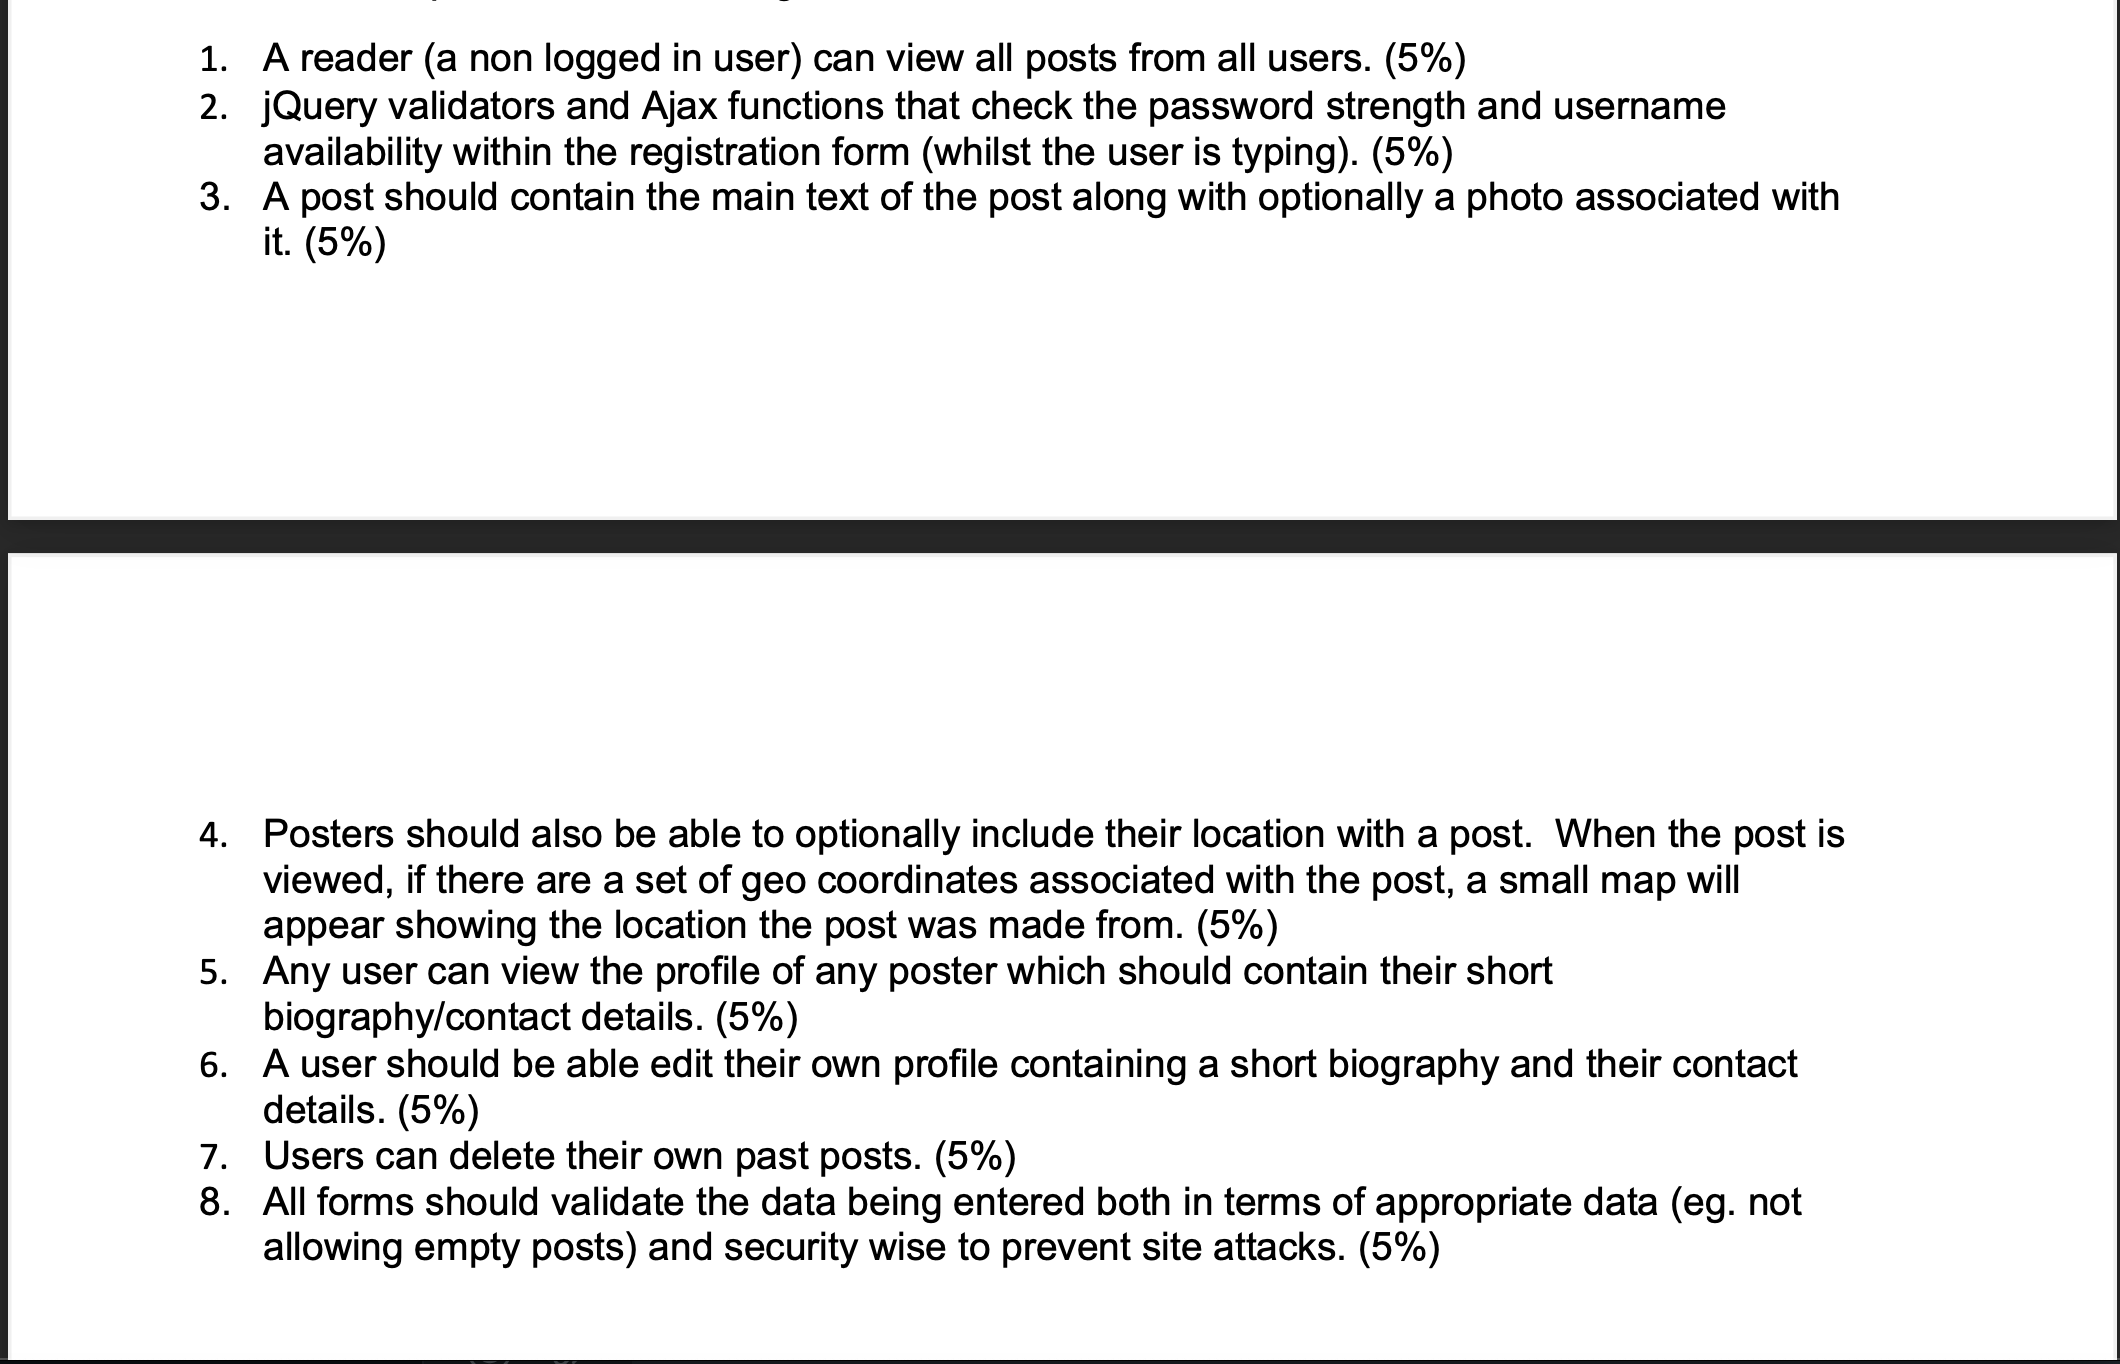 1. A reader (a non logged in user) can view all posts from all users. (5%)
2. jQuery validators and Ajax functions that check the password strength and username
availability within the registration form (whilst the user is typing). (5%)
3. A post should contain the main text of the post along with optionally a photo associated with
it. (5%)
4. Posters should also be able to optionally include their location with a post.  When the post is
viewed, if there are a set of geo coordinates associated with the post, a small map will
appear showing the location the post was made from. (5%)
5. Any user can view the profile of any poster which should contain their short
biography/contact details. (5%)
6. A user should be able edit their own profile containing a short biography and their contact
details. (5%)
7. Users can delete their own past posts. (5%)
8. All forms should validate the data being entered both in terms of appropriate data (eg. not
allowing empty posts) and security wise to prevent site attacks. (5%)